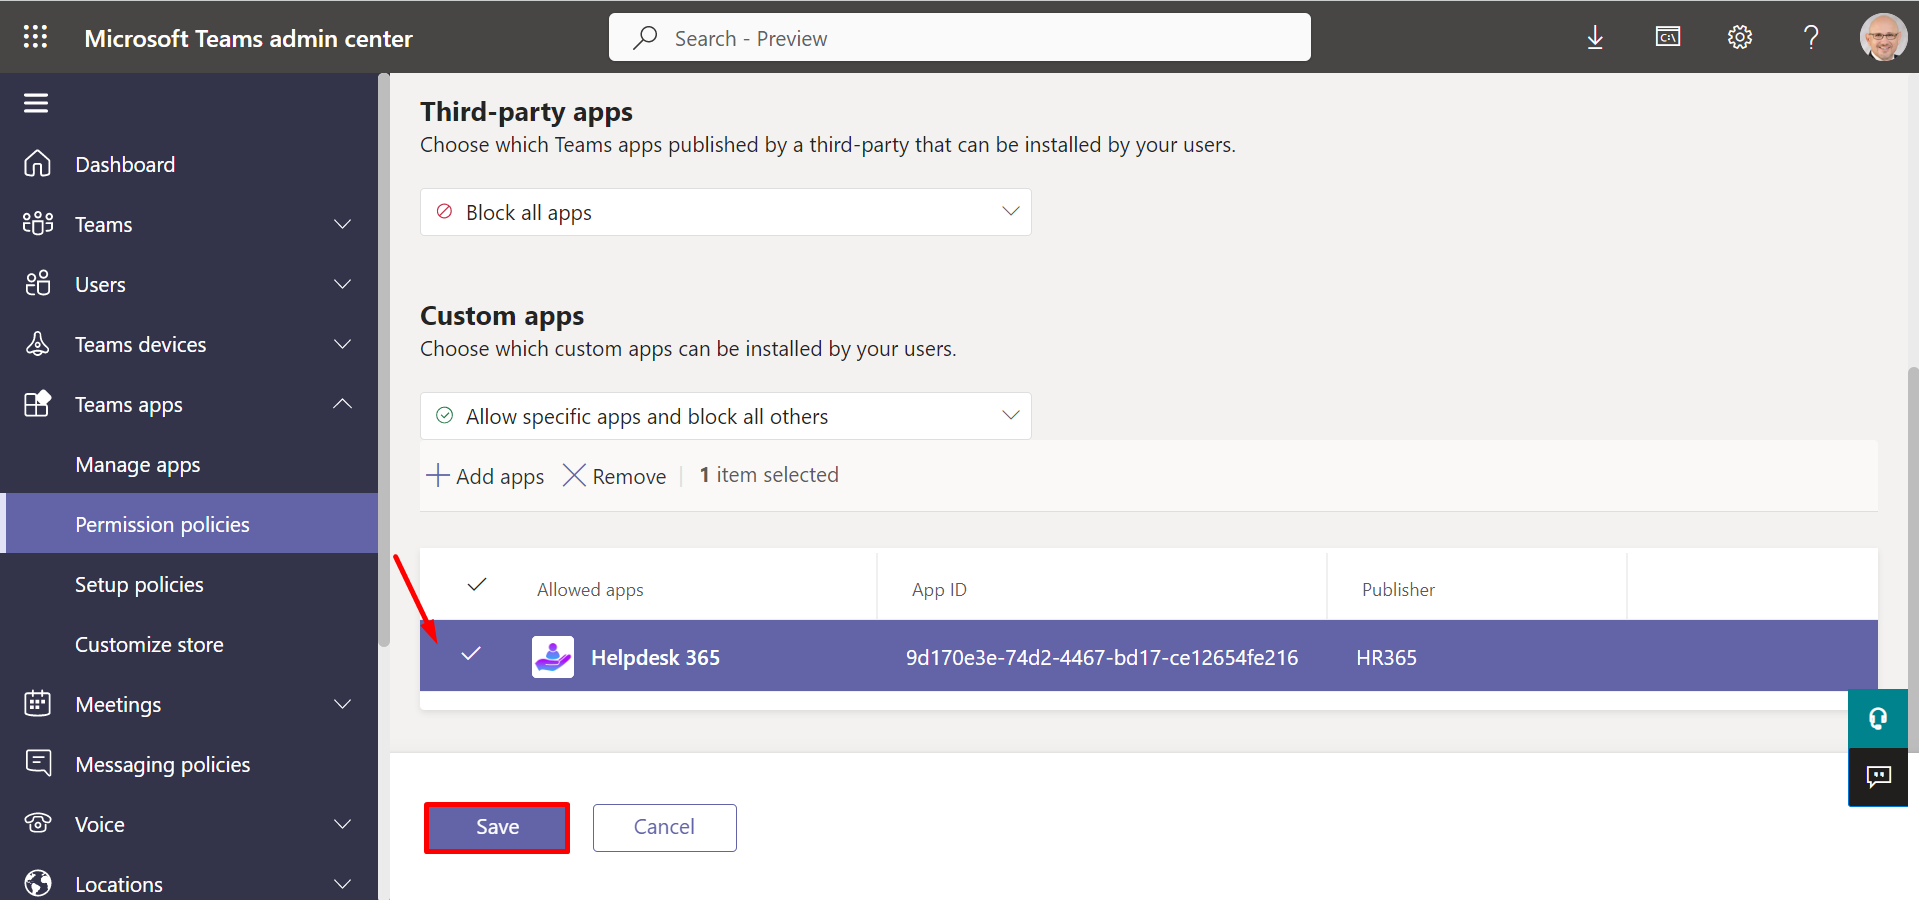 Microsoft Teams admin center
Search - Preview
C:\
Dashboard
Teams
Users
Teams devices
Teams apps
Manage apps
Permission policies
Setup policies
Customize store
Meetings
Messaging policies
Voice
Locations
Third-party apps
Choose which Teams apps published by a third-party that can be installed by your users.
Block all apps
Custom apps
Choose which custom apps can be installed by your users.
Allow specific apps and block all others
Add apps Remove 1 item selected
Allowed apps App ID Publisher
Helpdesk 365 9d170e3e-74d2-4467-bd17-ce12654fe216 HR365
Save Cancel